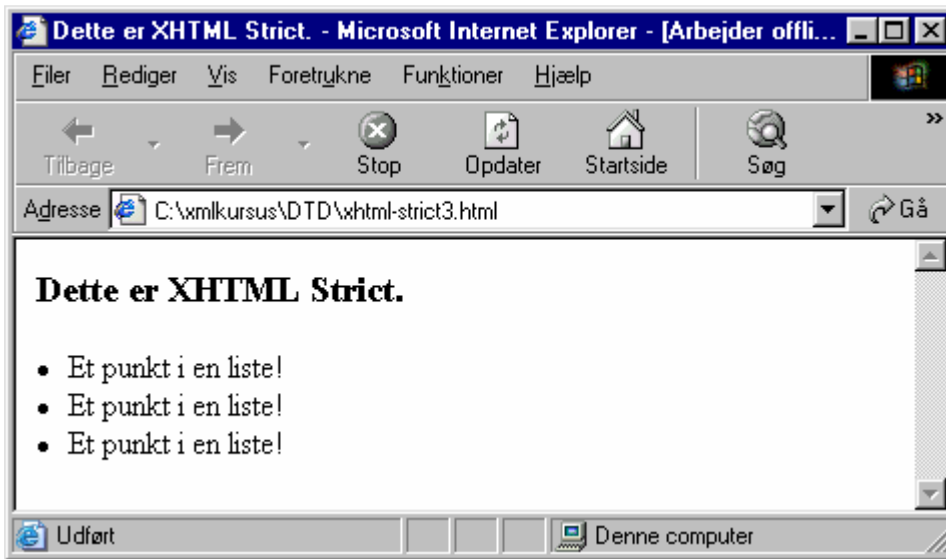 Dette er XHTML Strict. - Microsoft Internet Explorer - [Arbejder offli...
Filer Rediger Vis Foretrukne Funktioner Hjælp
Tilbage Frem Stop Opdater Startside Søg »
Adresse C:\xmlkursus\DTD\xhtml-strict3.html Gå
Dette er XHTML Strict.
• Et punkt i en liste!
• Et punkt i en liste!
• Et punkt i en liste!
Udført Denne computer